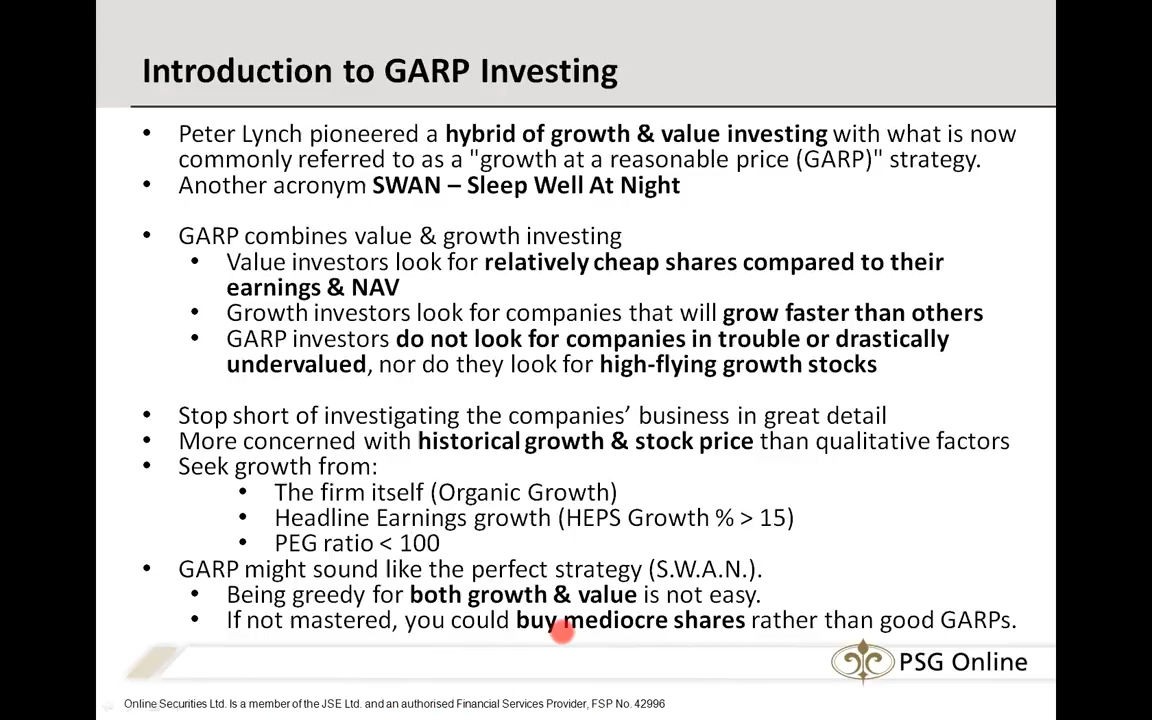 Introduction to GARP Investing
• Peter Lynch pioneered a hybrid of growth & value investing with what is now
commonly referred to as a "growth at a reasonable price (GARP)" strategy.
• Another acronym SWAN – Sleep Well At Night
• GARP combines value & growth investing
• Value investors look for relatively cheap shares compared to their
earnings & NAV
• Growth investors look for companies that will grow faster than others
• GARP investors do not look for companies in trouble or drastically
undervalued, nor do they look for high-flying growth stocks
• Stop short of investigating the companies’ business in great detail
• More concerned with historical growth & stock price than qualitative factors
• Seek growth from:
• The firm itself (Organic Growth)
• Headline Earnings growth (HEPS Growth % > 15)
• PEG ratio < 100
• GARP might sound like the perfect strategy (S.W.A.N.).
• Being greedy for both growth & value is not easy.
• If not mastered, you could buy mediocre shares rather than good GARPs.
PSG Online
Online Securities Ltd. Is a member of the JSE Ltd. and an authorised Financial Services Provider, FSP No. 42996